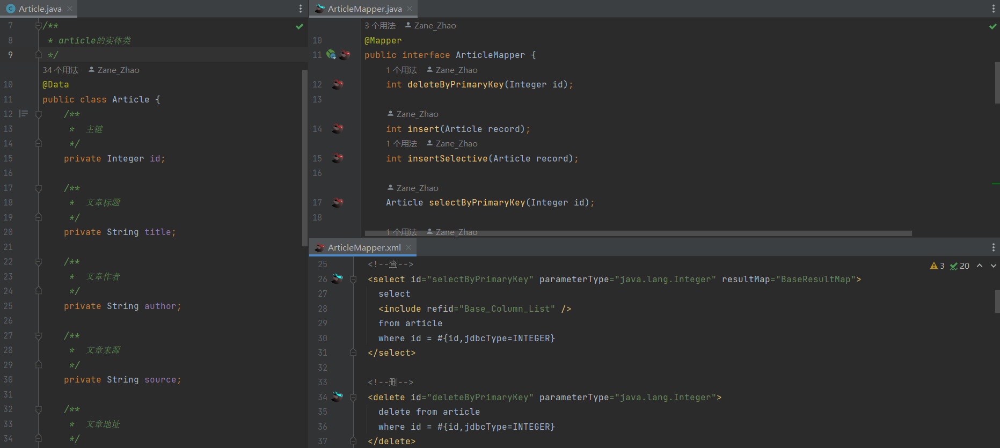 Article.java
7 /**
8 * article的实体类
9 */
34 个用法 Zane_Zhao
10 @Data
11 public class Article {
12 /**
13 * 主键
14 */
15 private Integer id;
16
17 /**
18 * 文章标题
19 */
20 private String title;
21
22 /**
23 * 文章作者
24 */
25 private String author;
26
27 /**
28 * 文章来源
29 */
30 private String source;
31
32 /**
33 * 文章地址
34 */
ArticleMapper.java
3 个用法 Zane_Zhao
10 @Mapper
11 public interface ArticleMapper {
1 个用法 Zane_Zhao
12 int deleteByPrimaryKey(Integer id);
13
Zane_Zhao
14 int insert(Article record);
1 个用法 Zane_Zhao
15 int insertSelective(Article record);
16
Zane_Zhao
17 Article selectByPrimaryKey(Integer id);
18
1 个用法 Zane_Zhao
ArticleMapper.xml
3 20
25 <!--查-->
26 <select id="selectByPrimaryKey" parameterType="java.lang.Integer" resultMap="BaseResultMap">
27 select
28 <include refid="Base_Column_List" />
29 from article
30 where id = #{id,jdbcType=INTEGER}
31 </select>
32
33 <!--删-->
34 <delete id="deleteByPrimaryKey" parameterType="java.lang.Integer">
35 delete from article
36 where id = #{id,jdbcType=INTEGER}
37 </delete>